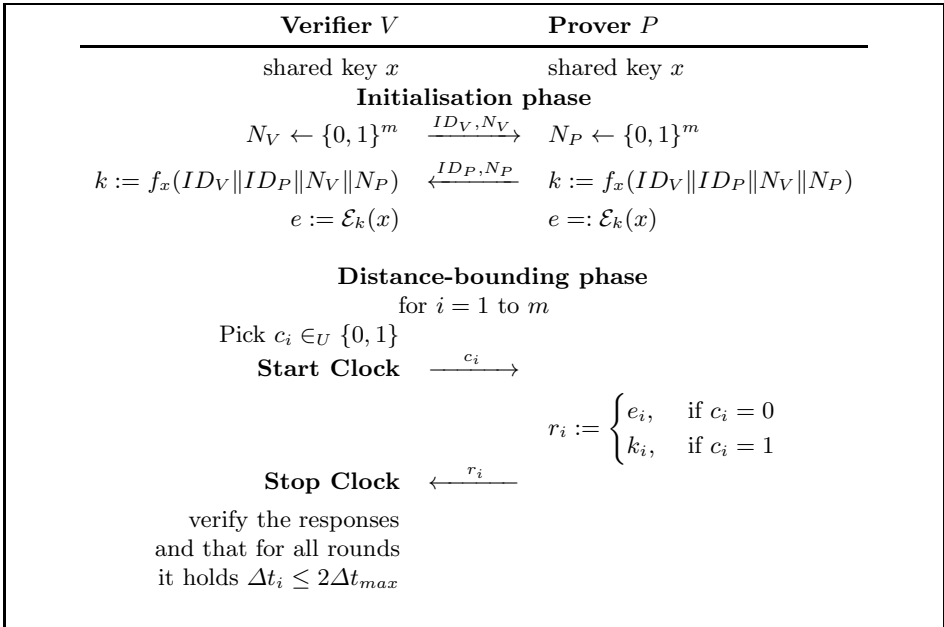 Verifier V Prover P
shared key x shared key x
Initialisation phase
N_V ← {0, 1}^m ID_V, N_V → N_P ← {0, 1}^m
k := f_x(ID_V‖ID_P‖N_V‖N_P) ID_P, N_P ← k := f_x(ID_V‖ID_P‖N_V‖N_P)
e := ℰ_k(x) e =: ℰ_k(x)
Distance-bounding phase
for i = 1 to m
Pick c_i ∈_U {0, 1}
Start Clock c_i →
r_i := { e_i, if c_i = 0
k_i, if c_i = 1
Stop Clock r_i ←
verify the responses
and that for all rounds
it holds Δt_i ≤ 2Δt_max